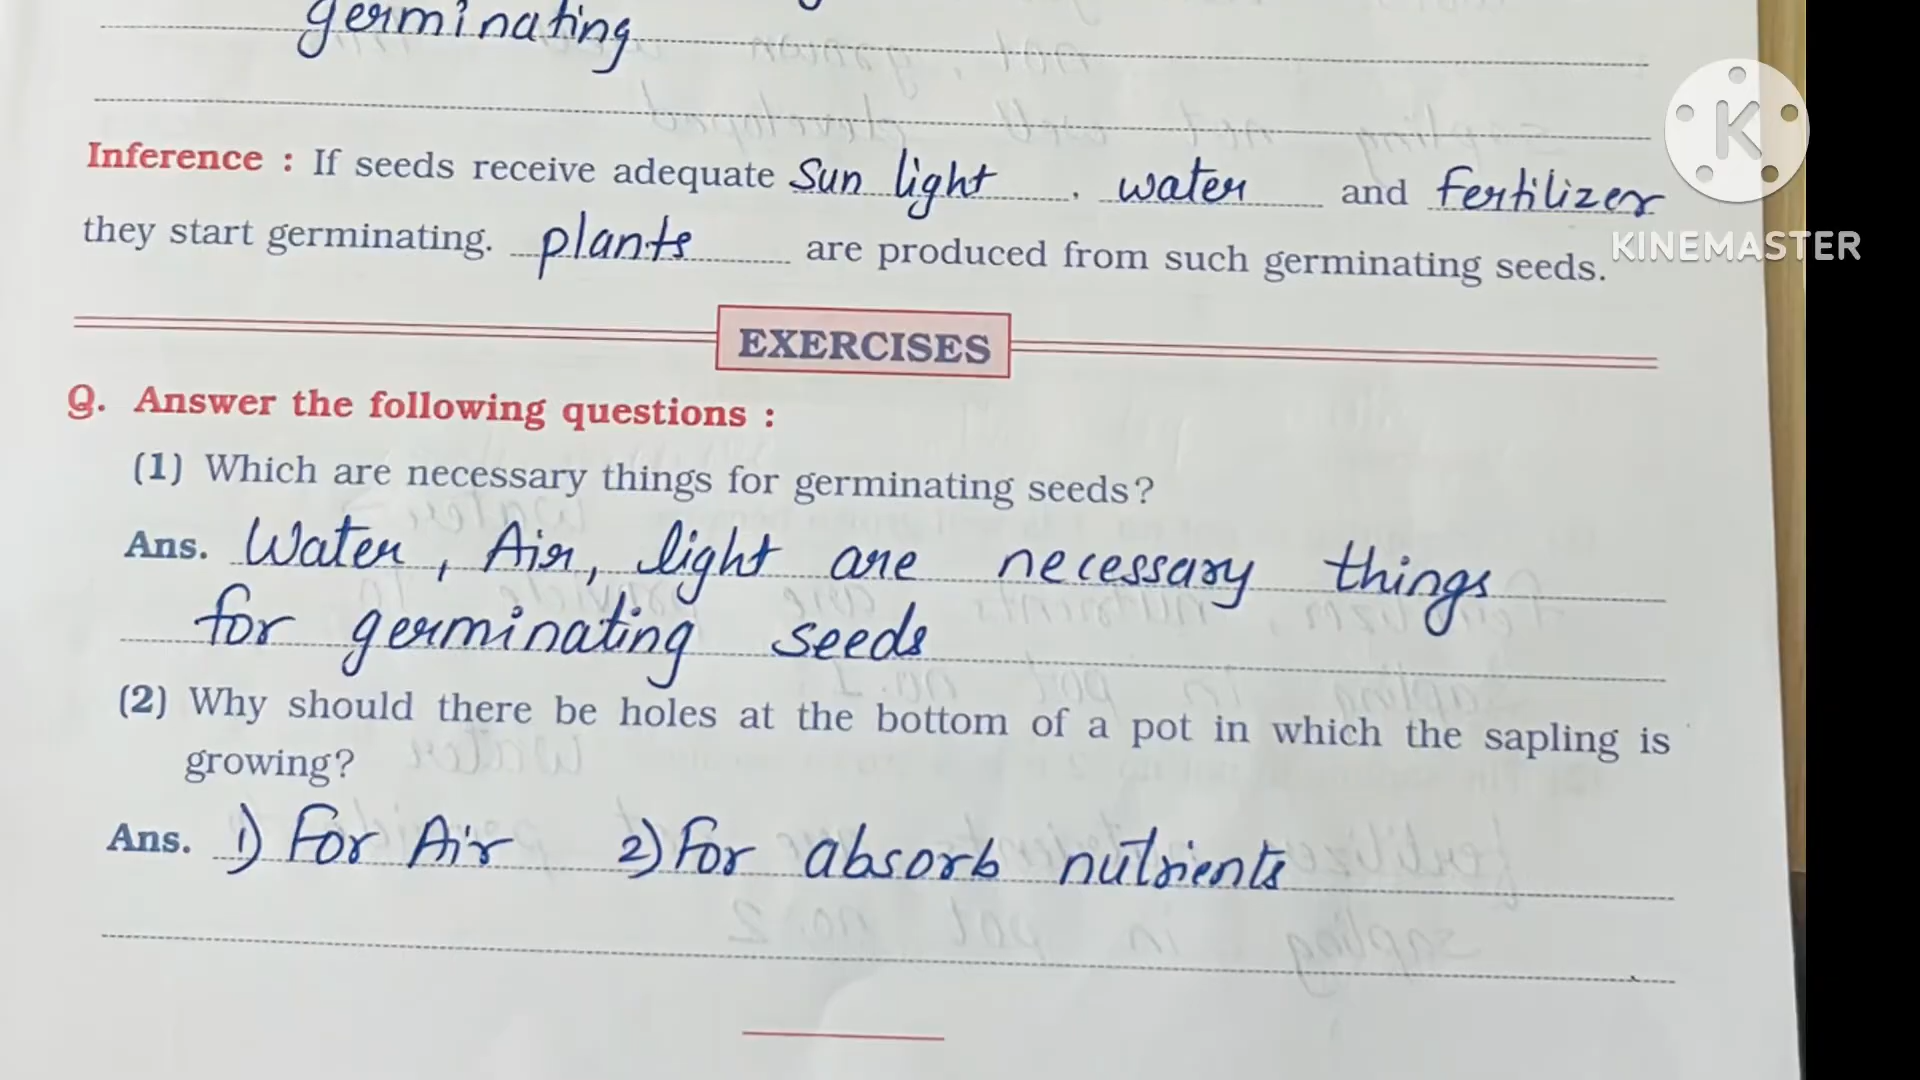 germinating
Inference : If seeds receive adequate Sun light , water and fertilizer
they start germinating. plants are produced from such germinating seeds.
KINEMASTER
EXERCISES
Q. Answer the following questions :
(1) Which are necessary things for germinating seeds?
Ans. Water, Air, light are necessary things
for germinating seeds
(2) Why should there be holes at the bottom of a pot in which the sapling is
growing?
Ans. 1) For Air 2) For absorb nutrients